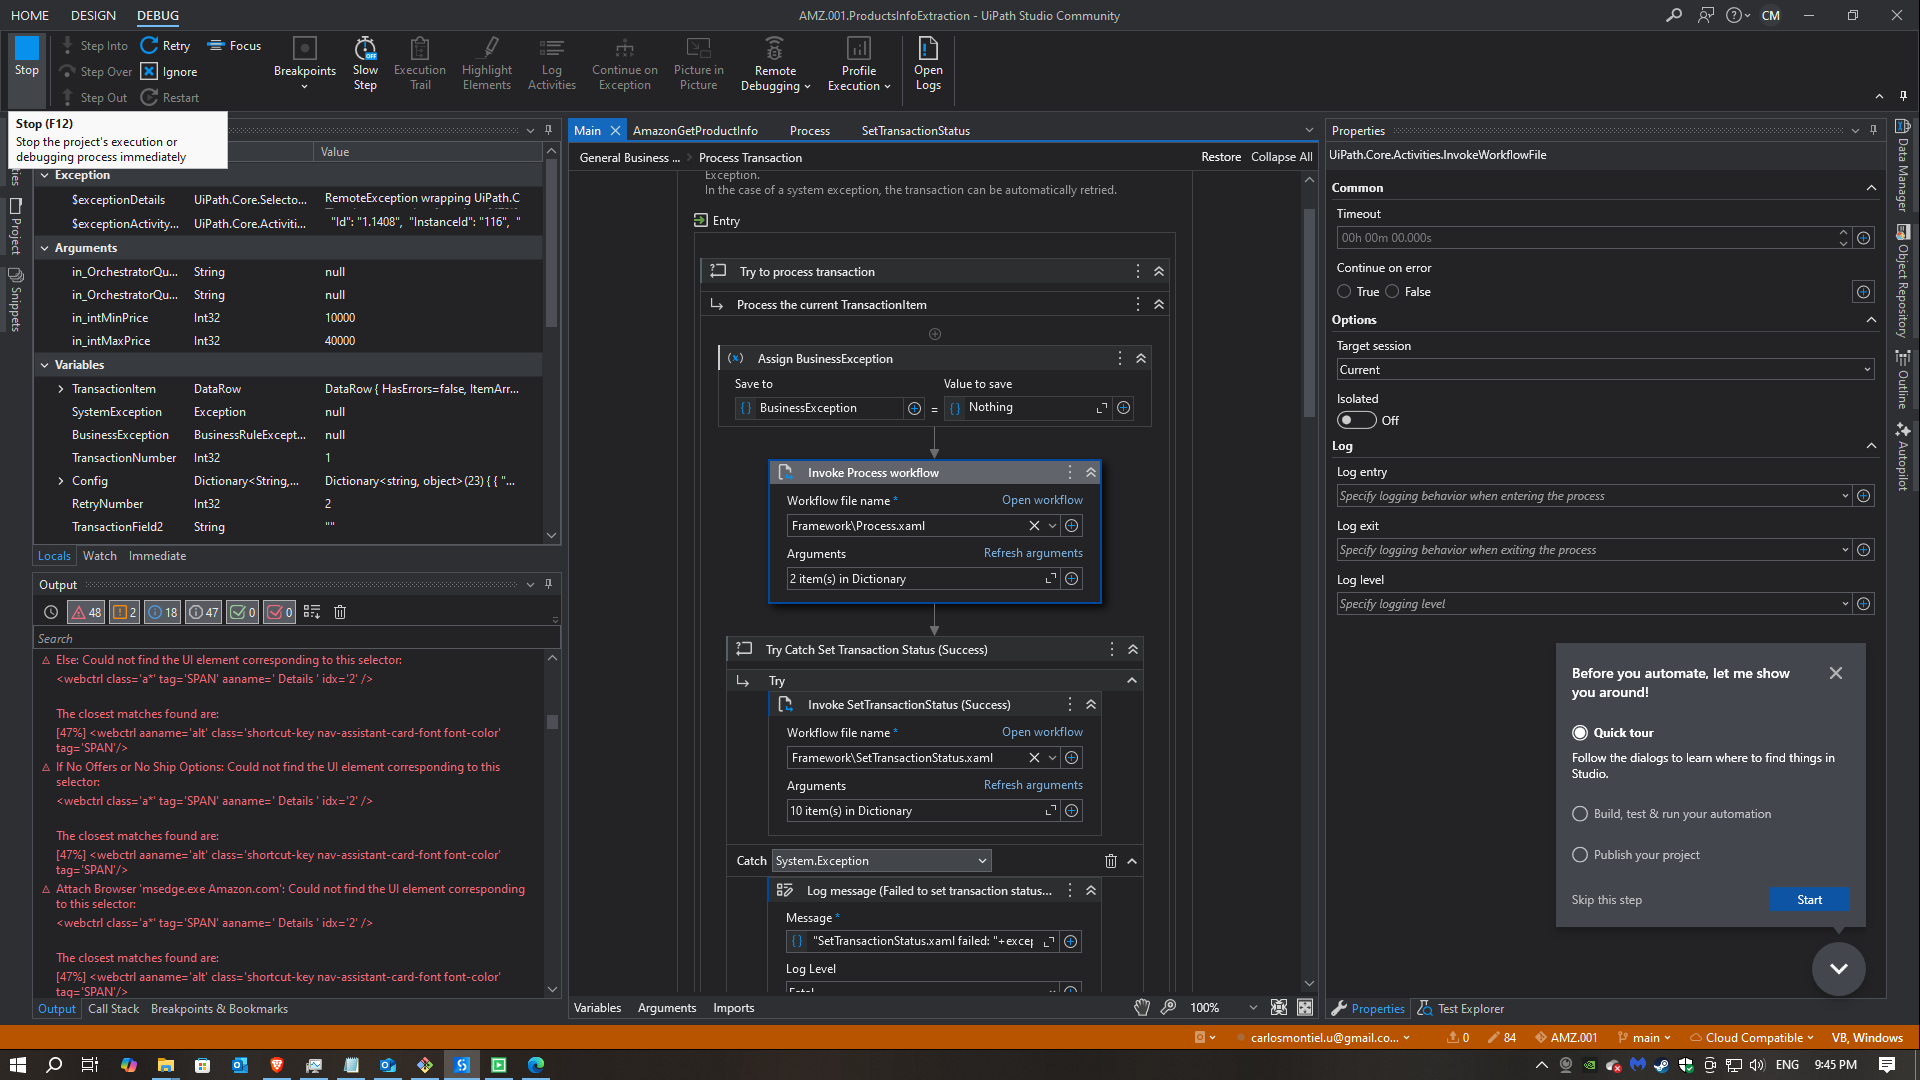 HOME DESIGN DEBUG
AMZ.001.ProductsInfoExtraction - UiPath Studio Community
CM
Stop
Step Into
Step Over
Step Out
Retry
Ignore
Restart
Focus
Breakpoints
Slow Step
Execution Trail
Highlight Elements
Log Activities
Continue on Exception
Picture in Picture
Remote Debugging
Profile Execution
Open Logs
Stop (F12)
Stop the project's execution or
debugging process immediately
Value
Exception
$exceptionDetails UiPath.Core.Selecto... RemoteException wrapping UiPath.C
$exceptionActivity... UiPath.Core.Activiti... "Id": "1.1408", "InstanceId": "116", "
Arguments
in_OrchestratorQu... String null
in_OrchestratorQu... String null
in_intMinPrice Int32 10000
in_intMaxPrice Int32 40000
Variables
TransactionItem DataRow DataRow { HasErrors=false, ItemArr...
SystemException Exception null
BusinessException BusinessRuleExcept... null
TransactionNumber Int32 1
Config Dictionary<String,... Dictionary<string, object>(23) { { "...
RetryNumber Int32 2
TransactionField2 String ""
Locals Watch Immediate
Project
Snippets
Output
48 2 18 47 0 0
Search
Else: Could not find the UI element corresponding to this selector:
<webctrl class='a*' tag='SPAN' aaname=' Details ' idx='2' />
The closest matches found are:
[47%] <webctrl aaname='alt' class='shortcut-key nav-assistant-card-font font-color'
tag='SPAN'/>
If No Offers or No Ship Options: Could not find the UI element corresponding to this
selector:
<webctrl class='a*' tag='SPAN' aaname=' Details ' idx='2' />
The closest matches found are:
[47%] <webctrl aaname='alt' class='shortcut-key nav-assistant-card-font font-color'
tag='SPAN'/>
Attach Browser 'msedge.exe Amazon.com': Could not find the UI element corresponding
to this selector:
<webctrl class='a*' tag='SPAN' aaname=' Details ' idx='2' />
The closest matches found are:
[47%] <webctrl aaname='alt' class='shortcut-key nav-assistant-card-font font-color'
tag='SPAN'/>
Output Call Stack Breakpoints & Bookmarks
Main AmazonGetProductInfo Process SetTransactionStatus
General Business ... Process Transaction
Restore Collapse All
Exception.
In the case of a system exception, the transaction can be automatically retried.
Entry
Try to process transaction
Process the current TransactionItem
Assign BusinessException
Save to Value to save
BusinessException = Nothing
Invoke Process workflow
Workflow file name * Open workflow
Framework\Process.xaml
Arguments Refresh arguments
2 item(s) in Dictionary
Try Catch Set Transaction Status (Success)
Try
Invoke SetTransactionStatus (Success)
Workflow file name * Open workflow
Framework\SetTransactionStatus.xaml
Arguments Refresh arguments
10 item(s) in Dictionary
Catch System.Exception
Log message (Failed to set transaction status...
Message *
"SetTransactionStatus.xaml failed: "+excep
Log Level
Fatal
Variables Arguments Imports
100%
Properties
UiPath.Core.Activities.InvokeWorkflowFile
Common
Timeout
00h 00m 00.000s
Continue on error
True False
Options
Target session
Current
Isolated
Off
Log
Log entry
Specify logging behavior when entering the process
Log exit
Specify logging behavior when exiting the process
Log level
Specify logging level
Before you automate, let me show
you around!
Quick tour
Follow the dialogs to learn where to find things in
Studio.
Build, test & run your automation
Publish your project
Skip this step Start
Properties Test Explorer
Data Manager
Object Repository
Outline
Autopilot
carlosmontiel.u@gmail.co... 0 84 AMZ.001 main Cloud Compatible VB, Windows
ENG 9:45 PM